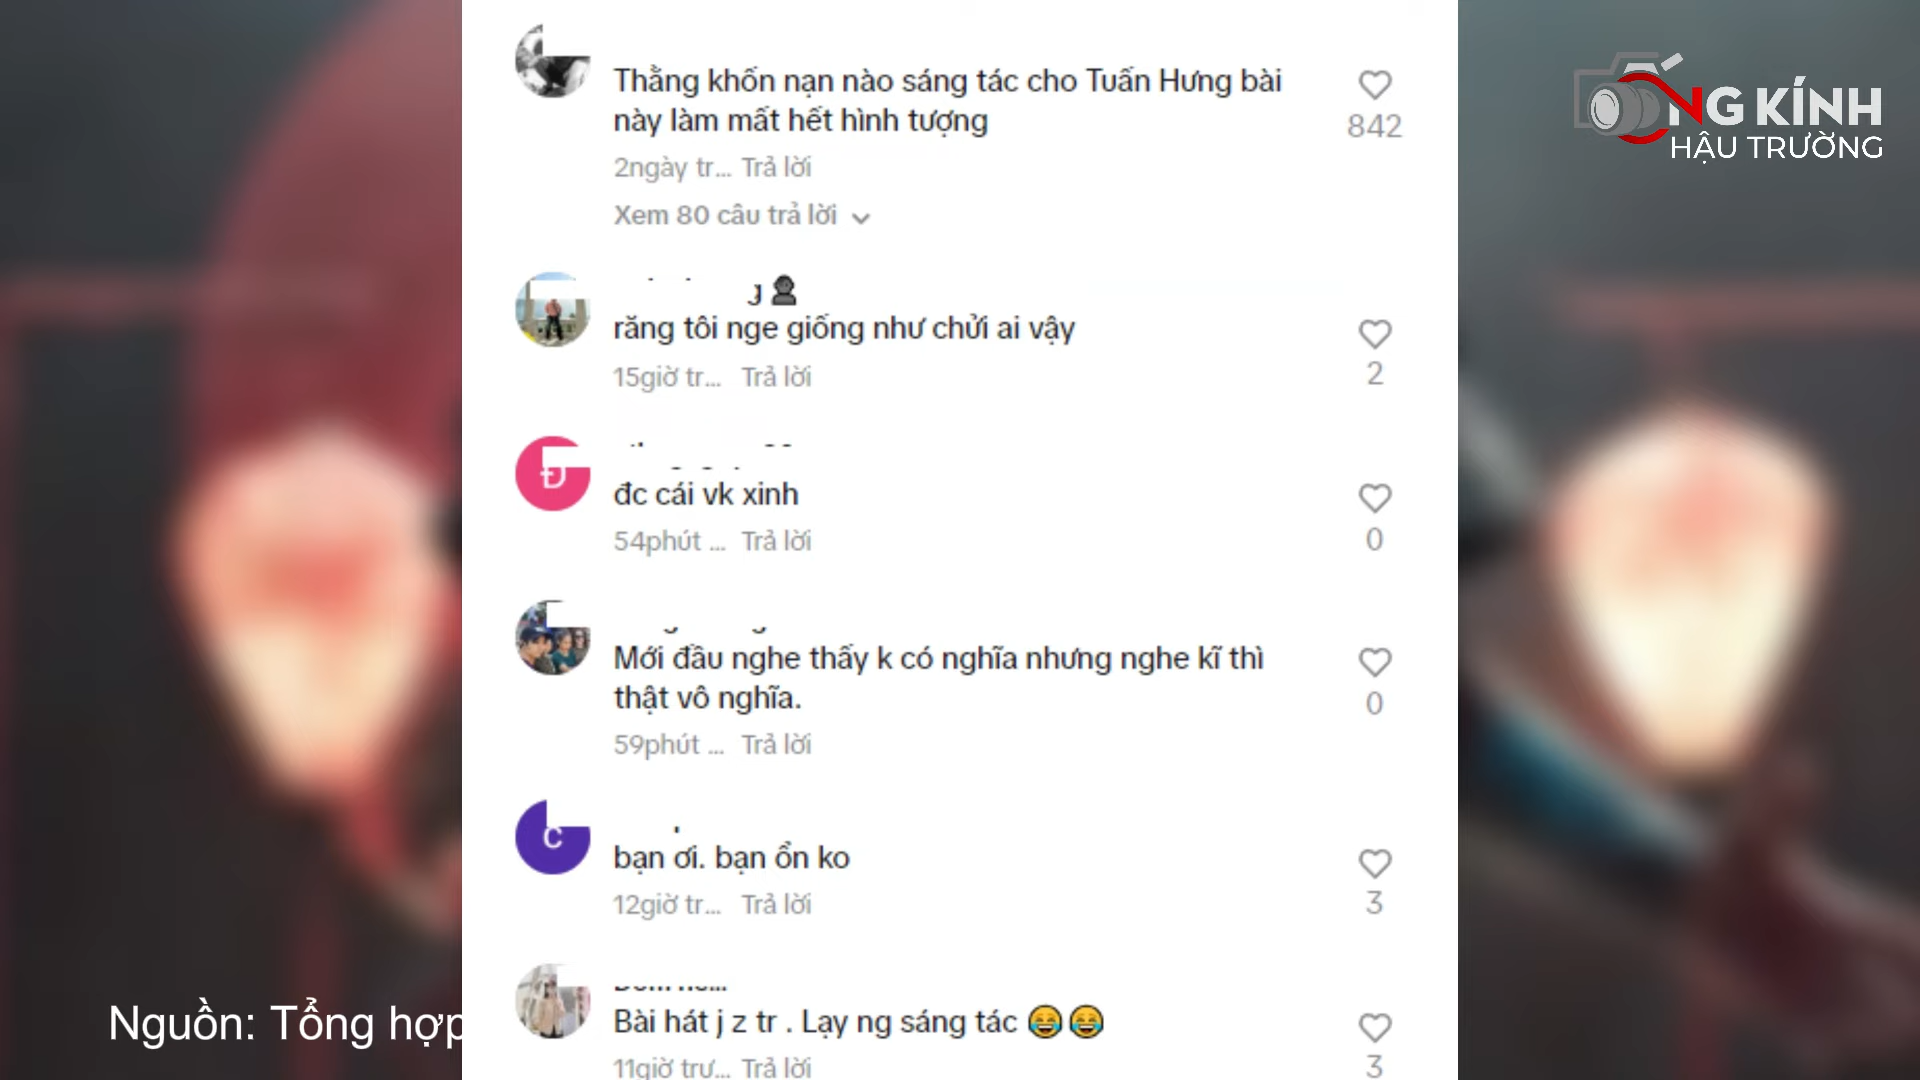 Thằng khốn nạn nào sáng tác cho Tuấn Hưng bài
này làm mất hết hình tượng
842
2ngày tr... Trả lời
Xem 80 câu trả lời
răng tôi nge giống như chửi ai vậy
2
15giờ tr... Trả lời
Đ
đc cái vk xinh
0
54phút ... Trả lời
Mới đầu nghe thấy k có nghĩa nhưng nghe kĩ thì
thật vô nghĩa.
0
59phút ... Trả lời
C
bạn ơi. bạn ổn ko
3
12giờ tr... Trả lời
Bài hát j z tr . Lạy ng sáng tác 😂😂
3
11giờ trư... Trả lời
ỐNG KÍNH
HẬU TRƯỜNG
Nguồn: Tổng hợp